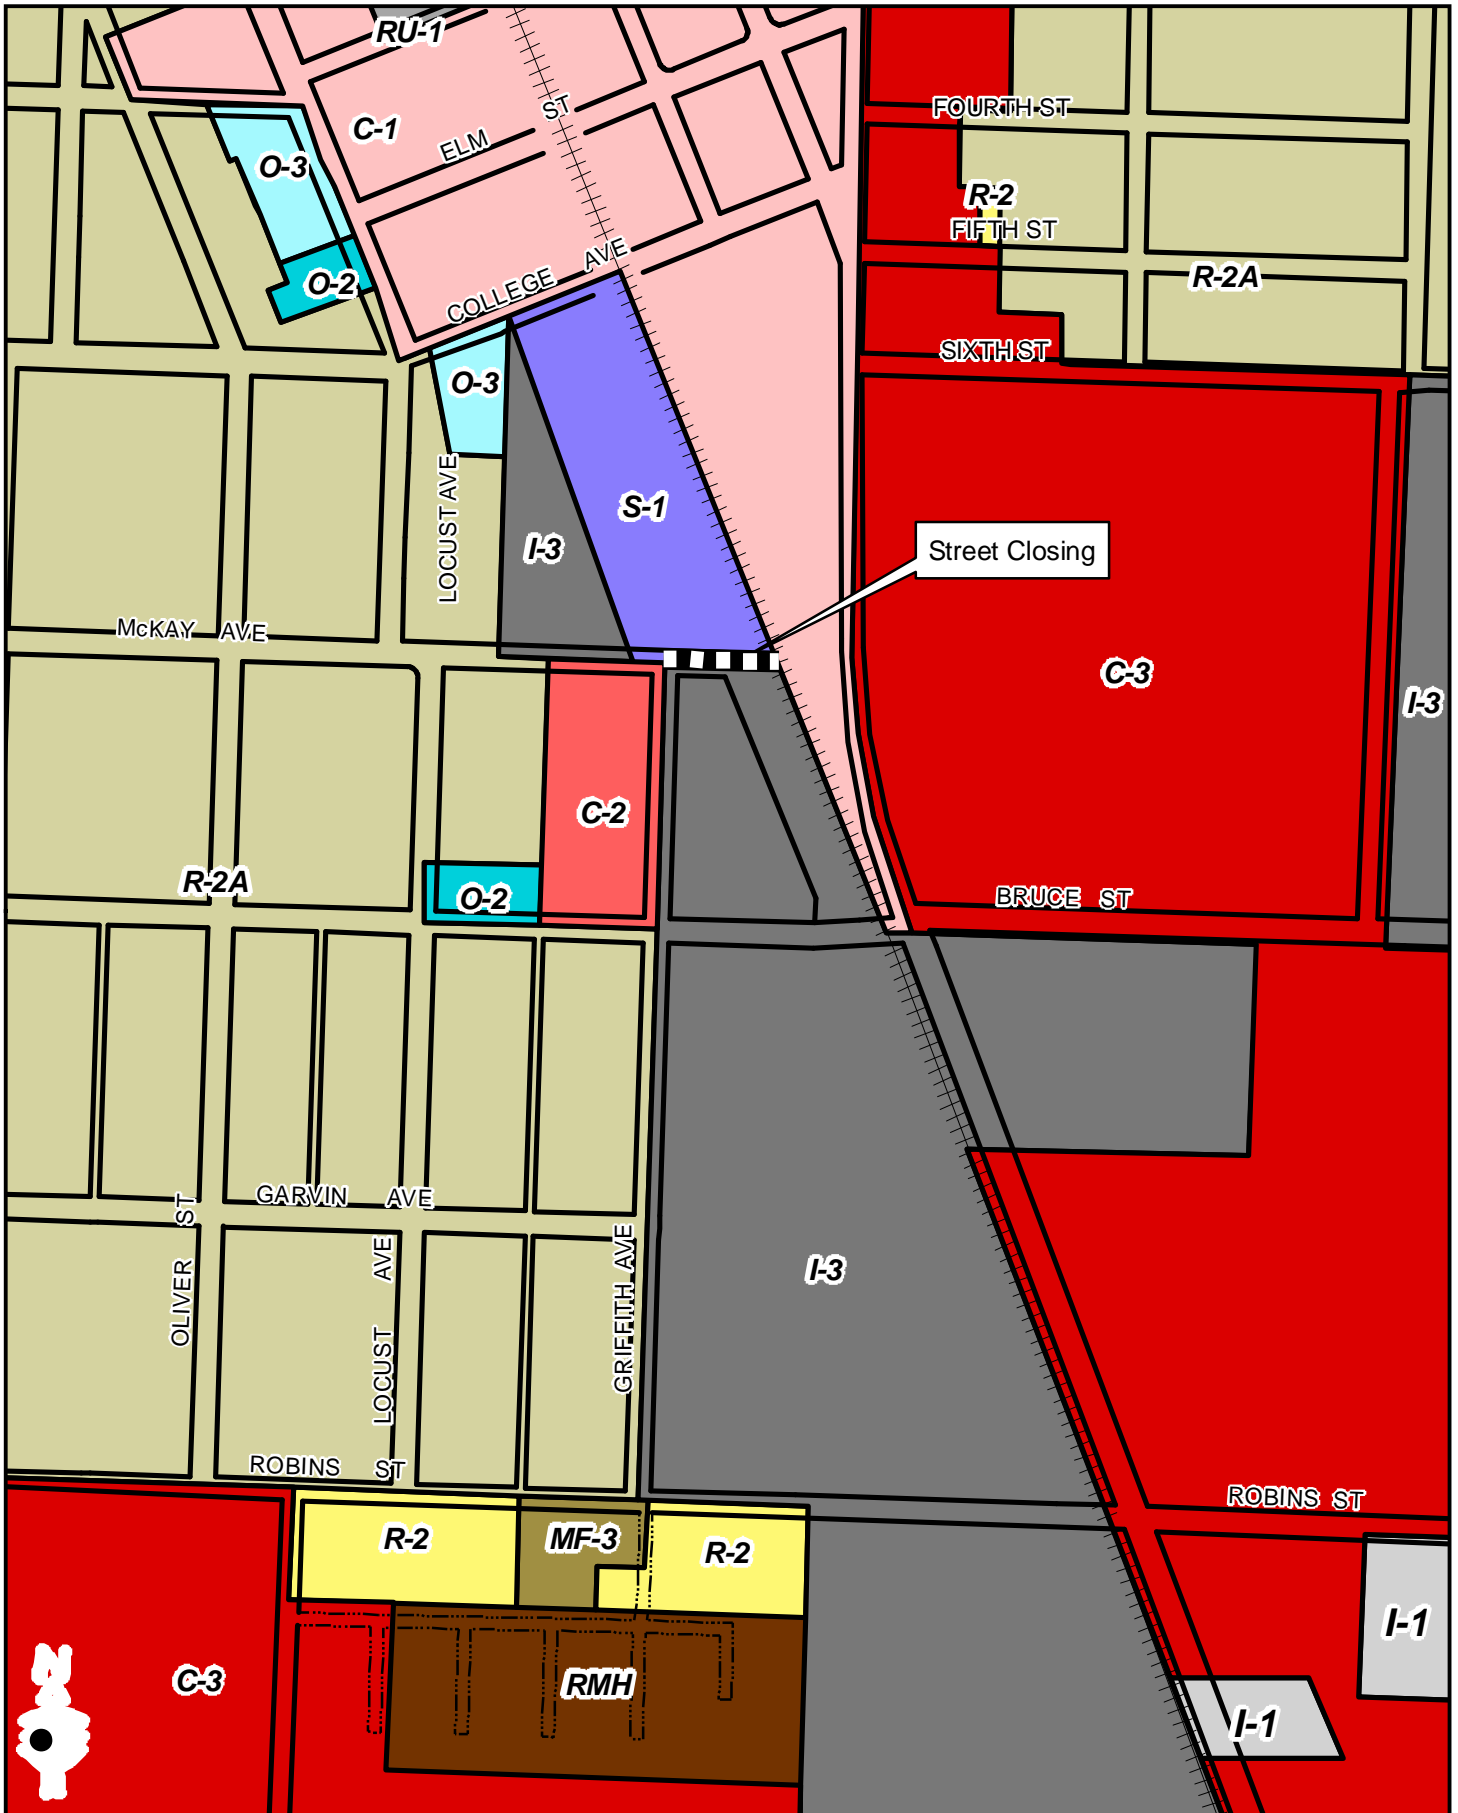 RU-1
FOURTH ST
ELM ST
C-1
O-3
R-2
FIFTH ST
COLLEGE AVE
O-2
R-2A
SIXTH ST
O-3
S-1
LOCUST AVE
I-3
Street Closing
McKAY AVE
C-3
I-3
C-2
R-2A
O-2
BRUCE ST
GARVIN AVE
OLIVER ST
LOCUST AVE
GRIFFITH AVE
I-3
ROBINS ST
ROBINS ST
R-2
MF-3
R-2
I-1
N
C-3
RMH
I-1